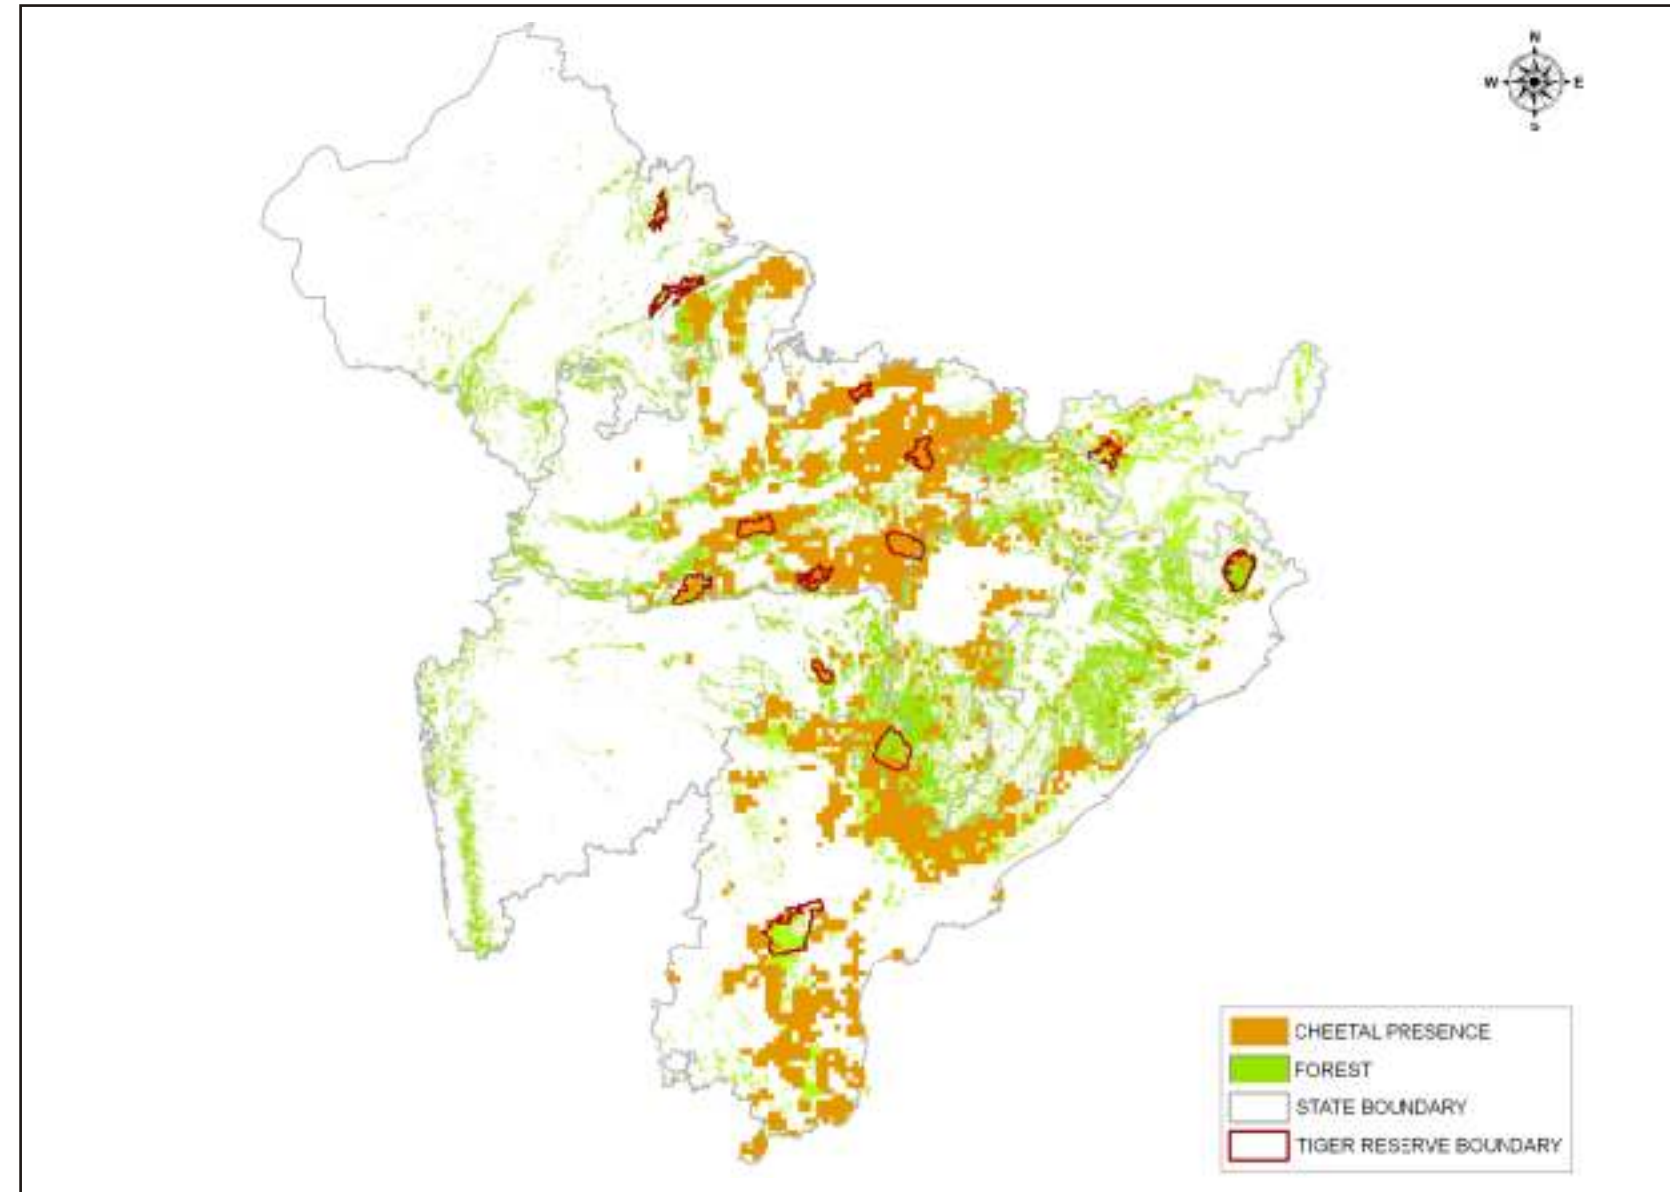 N
W E
S
CHEETAL PRESENCE
FOREST
STATE BOUNDARY
TIGER RESERVE BOUNDARY